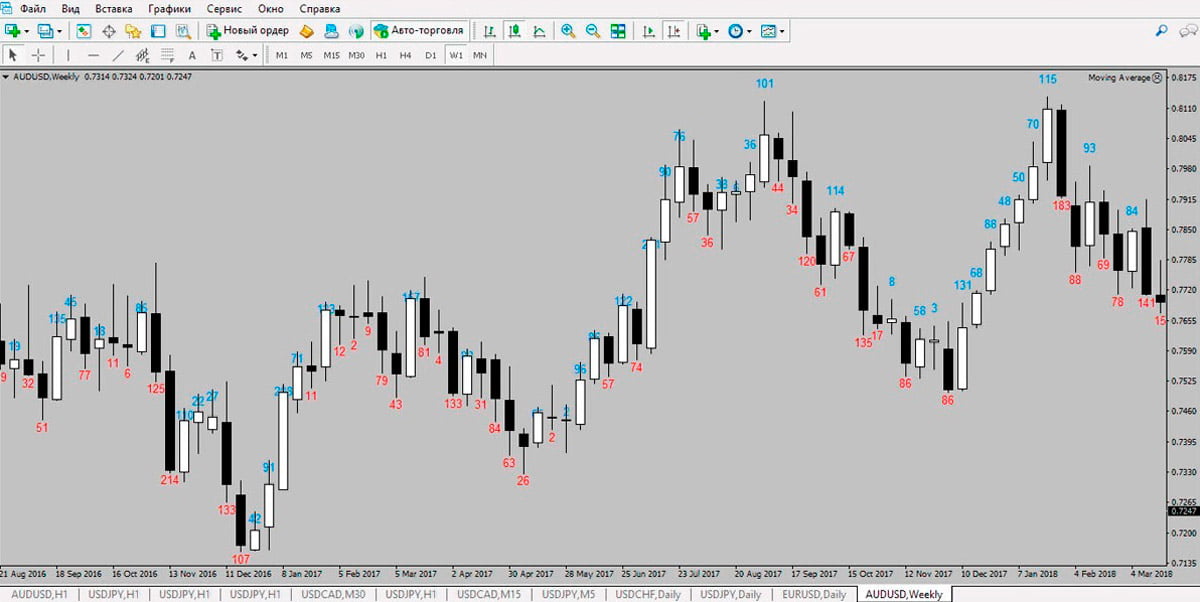 Файл Вид Вставка Графики Сервис Окно Справка
Новый ордер Авто-торговля
A T M1 M5 M15 M30 H1 H4 D1 W1 MN
AUDUSD,Weekly 0.7314 0.7324 0.7201 0.7247
Moving Average
0.8175
0.8110
0.8045
0.7980
0.7915
0.7850
0.7785
0.7720
0.7655
0.7590
0.7525
0.7460
0.7395
0.7330
0.7265
0.7247
0.7200
0.7135
101 115
76 36 70 93
90 38 6 44 114 50 84
57 34 48 183
36 88
120 67 68 69
61 131 88
8 78 141
45 86 58 3 15
19 135 13 122 135 17
9 32 77 11 6 12 2 9 81 4
125 71 11 79 57 74 86
51 22 27 43 133 31 96 2 86
110 84 2
214 91 63 26
133 42
107
21 Aug 2016 18 Sep 2016 16 Oct 2016 13 Nov 2016 11 Dec 2016 8 Jan 2017 5 Feb 2017 5 Mar 2017 2 Apr 2017 30 Apr 2017 28 May 2017 25 Jun 2017 23 Jul 2017 20 Aug 2017 17 Sep 2017 15 Oct 2017 12 Nov 2017 10 Dec 2017 7 Jan 2018 4 Feb 2018 4 Mar 2018
AUDUSD,H1 USDJPY,H1 USDJPY,H1 USDJPY,H1 USDCAD,M30 USDJPY,H1 USDCAD,M15 USDJPY,M5 USDCHF,Daily USDJPY,Daily EURUSD,Daily AUDUSD,Weekly